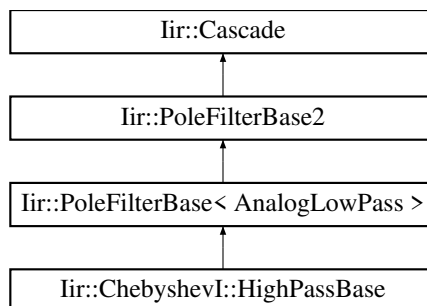 Iir::Cascade
Iir::PoleFilterBase2
Iir::PoleFilterBase< AnalogLowPass >
Iir::ChebyshevI::HighPassBase